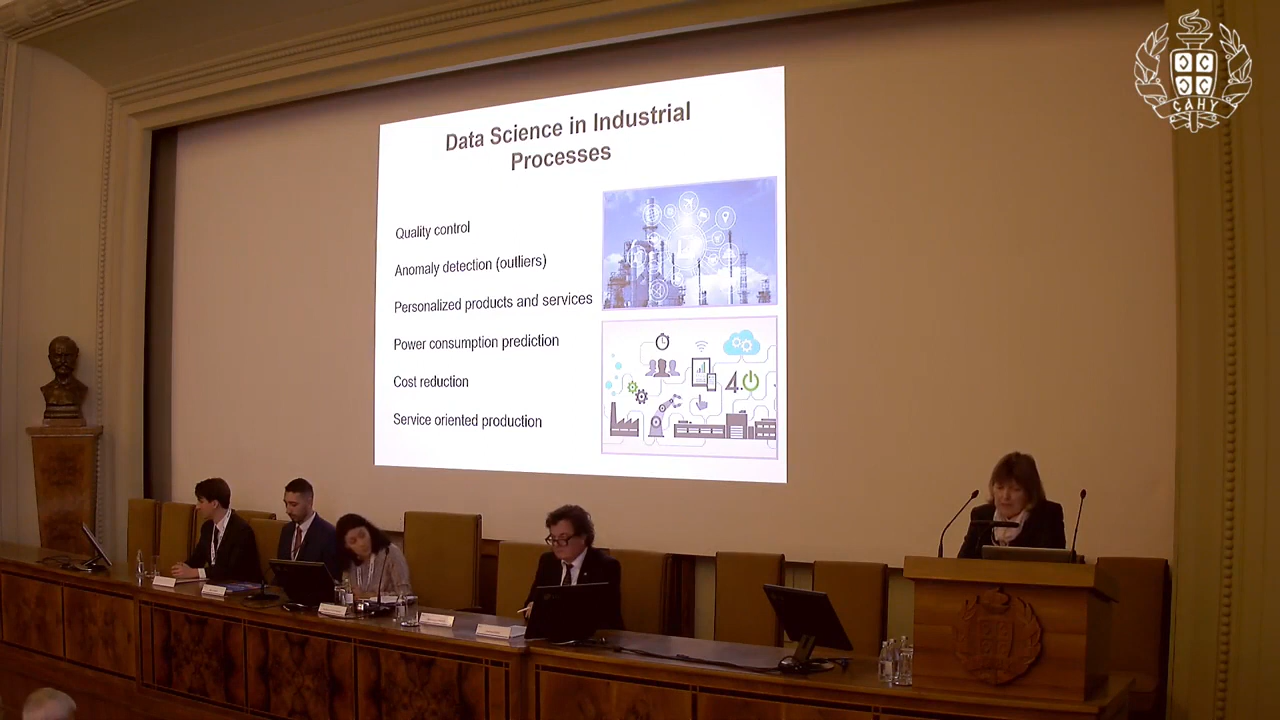 Data Science in Industrial
Processes
Quality control
Anomaly detection (outliers)
Personalized products and services
Power consumption prediction
Cost reduction
Service oriented production
4.0
САНУ